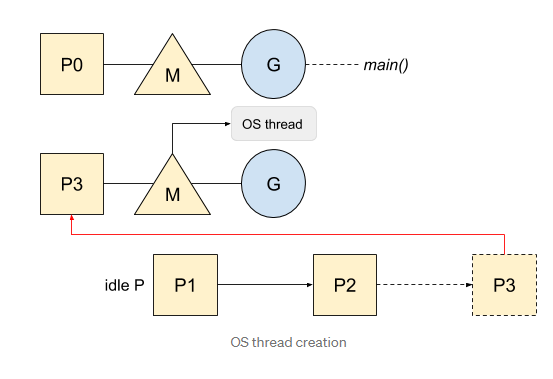 P0
M
G
main()
OS thread
P3
M
G
idle P
P1
P2
P3
OS thread creation